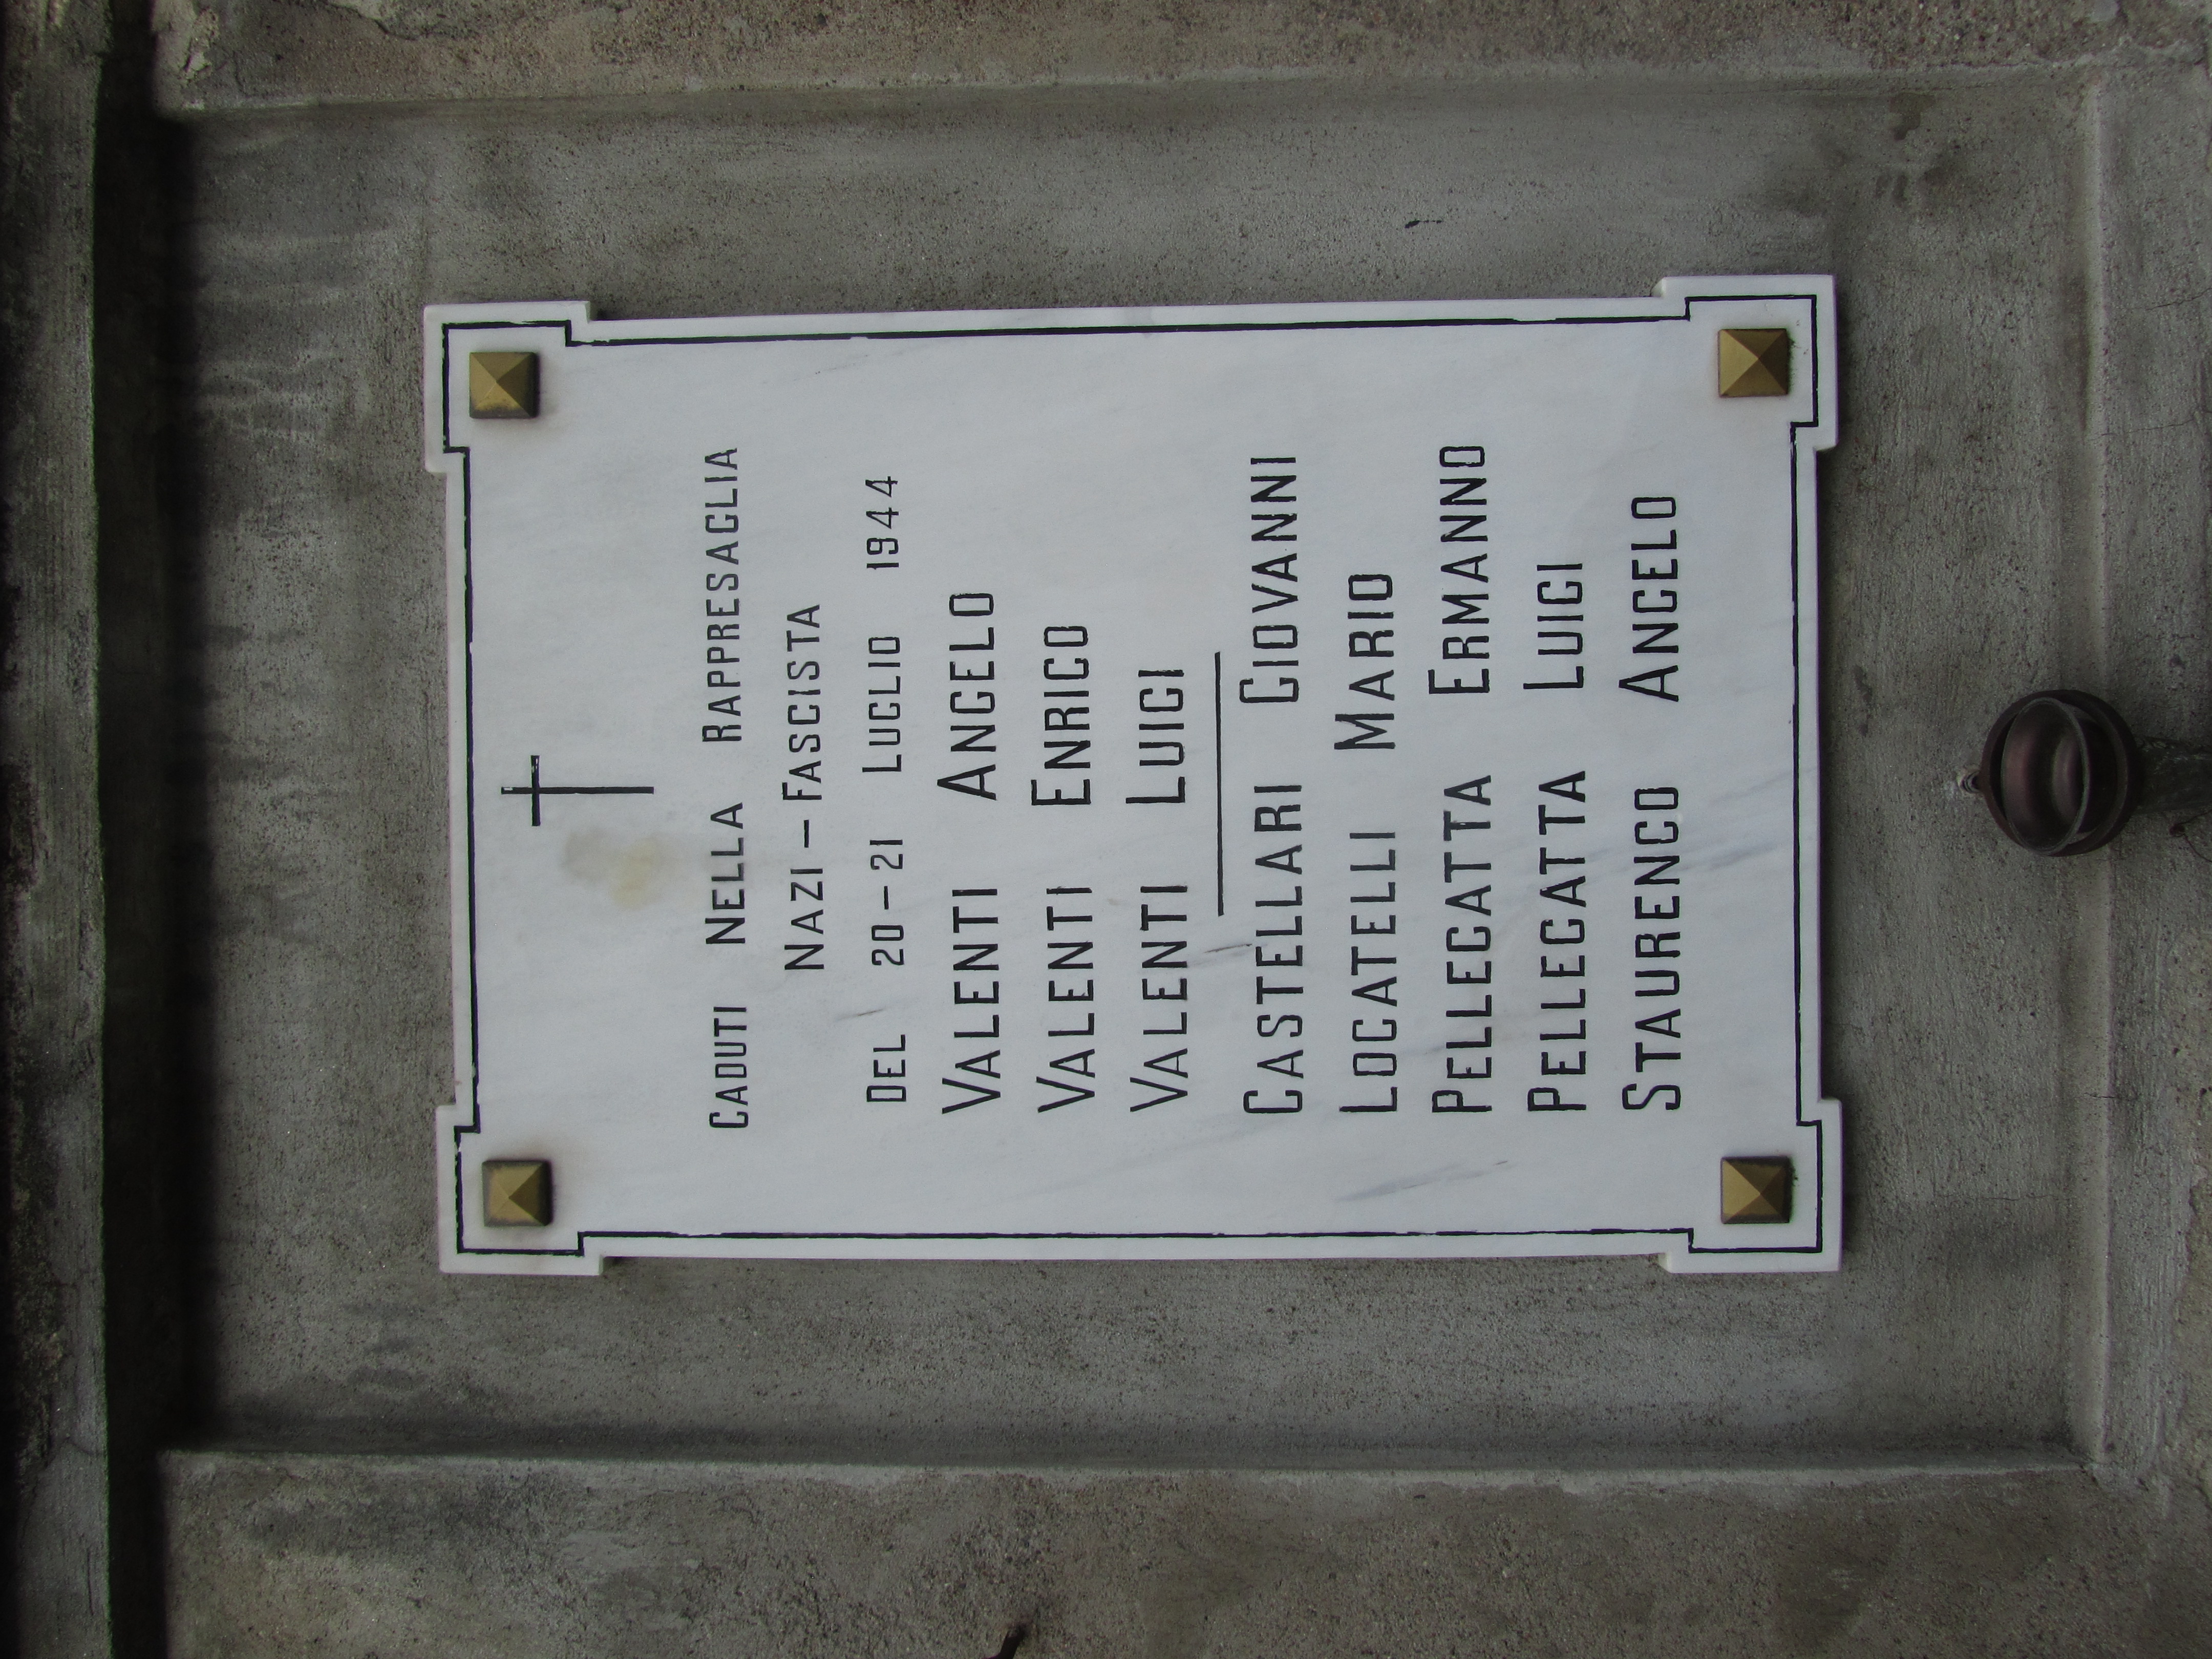 CADUTI NELLA RAPPRESAGLIA
NAZI – FASCISTA
DEL 20 – 21 LUGLIO 1944
VALENTI ANGELO
VALENTI ENRICO
VALENTI LUIGI
CASTELLARI GIOVANNI
LOCATELLI MARIO
PELLEGATTA ERMANNO
PELLEGATTA LUIGI
STAURENGO ANGELO